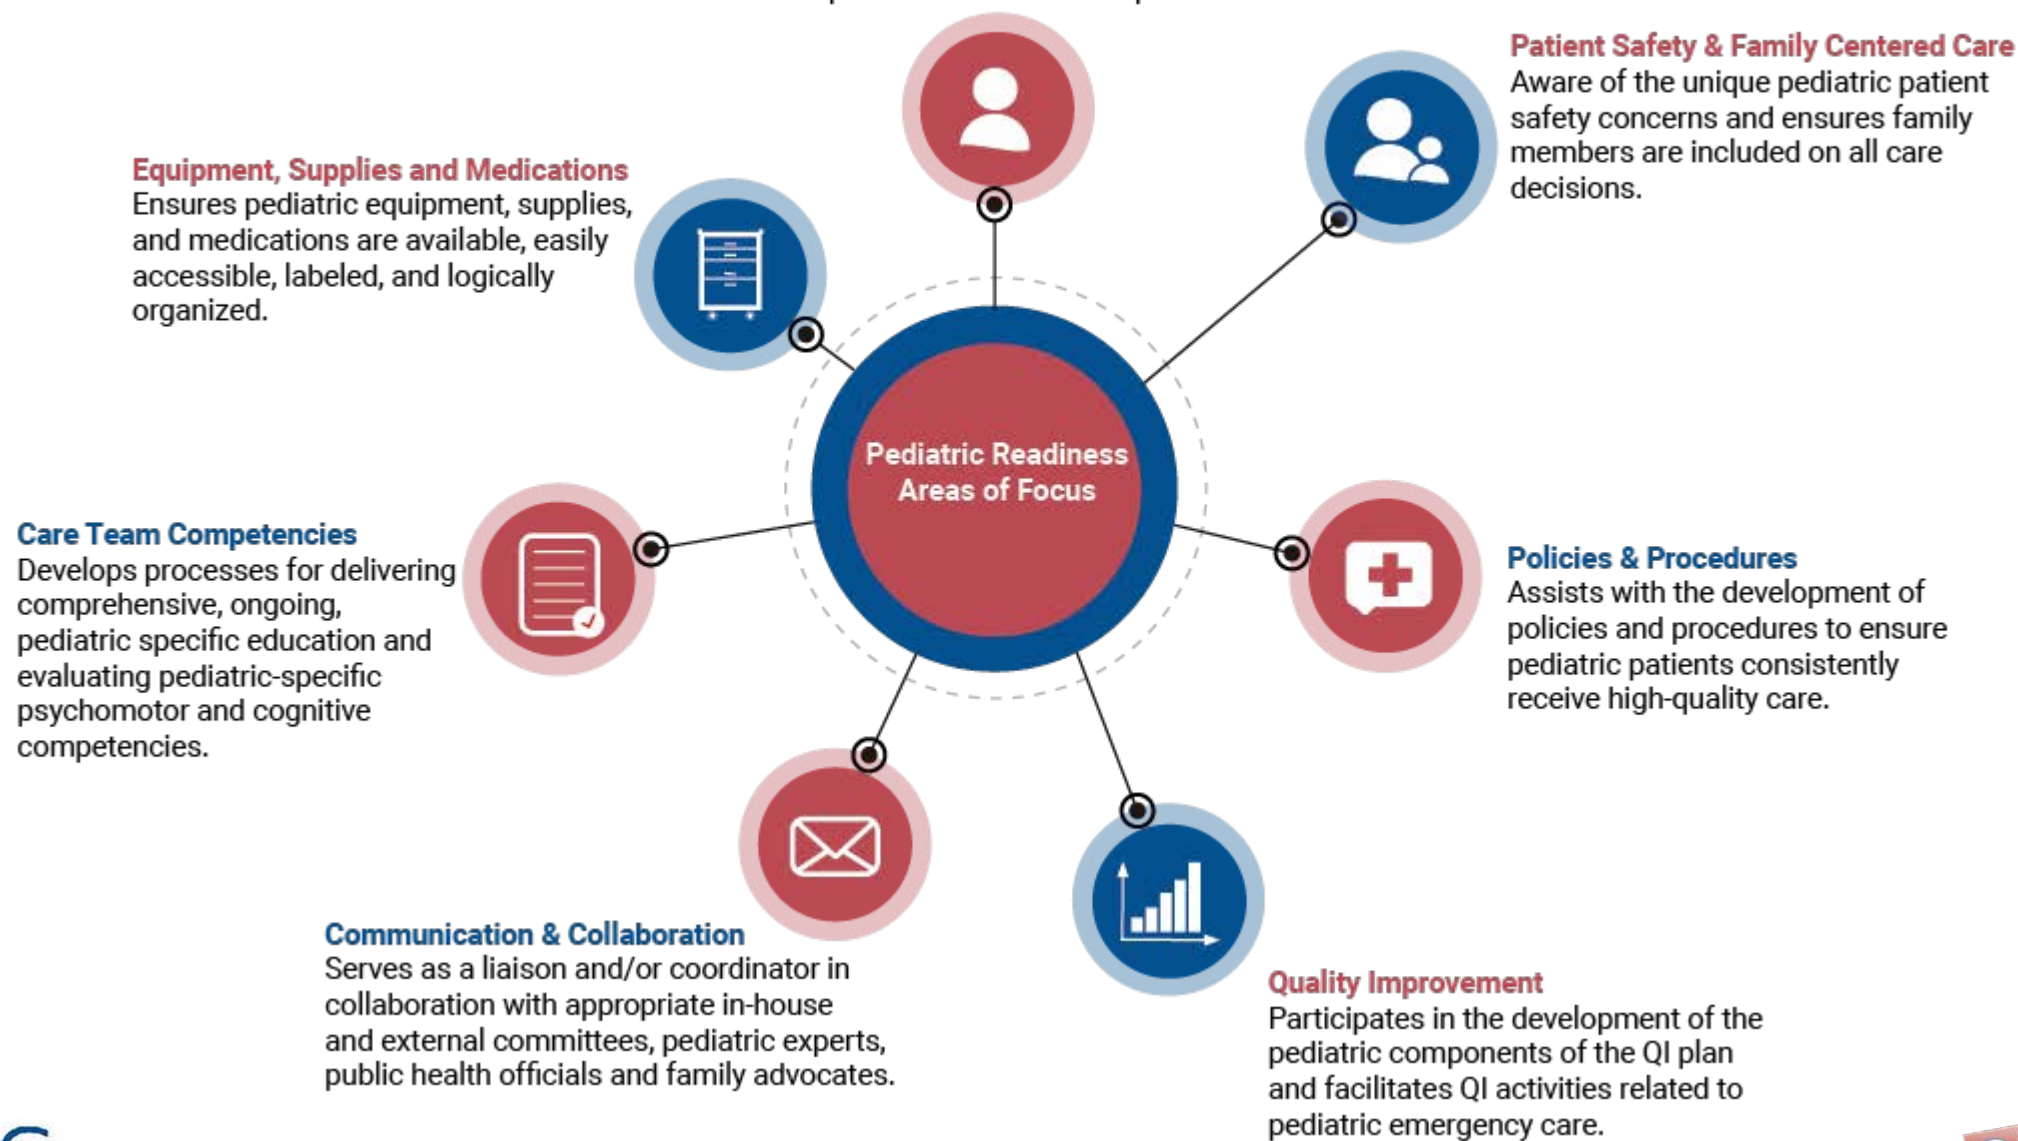 Patient Safety & Family Centered Care
Aware of the unique pediatric patient
safety concerns and ensures family
members are included on all care
decisions.
Equipment, Supplies and Medications
Ensures pediatric equipment, supplies,
and medications are available, easily
accessible, labeled, and logically
organized.
Pediatric Readiness
Areas of Focus
Care Team Competencies
Develops processes for delivering
comprehensive, ongoing,
pediatric specific education and
evaluating pediatric-specific
psychomotor and cognitive
competencies.
Policies & Procedures
Assists with the development of
policies and procedures to ensure
pediatric patients consistently
receive high-quality care.
Communication & Collaboration
Serves as a liaison and/or coordinator in
collaboration with appropriate in-house
and external committees, pediatric experts,
public health officials and family advocates.
Quality Improvement
Participates in the development of the
pediatric components of the QI plan
and facilitates QI activities related to
pediatric emergency care.